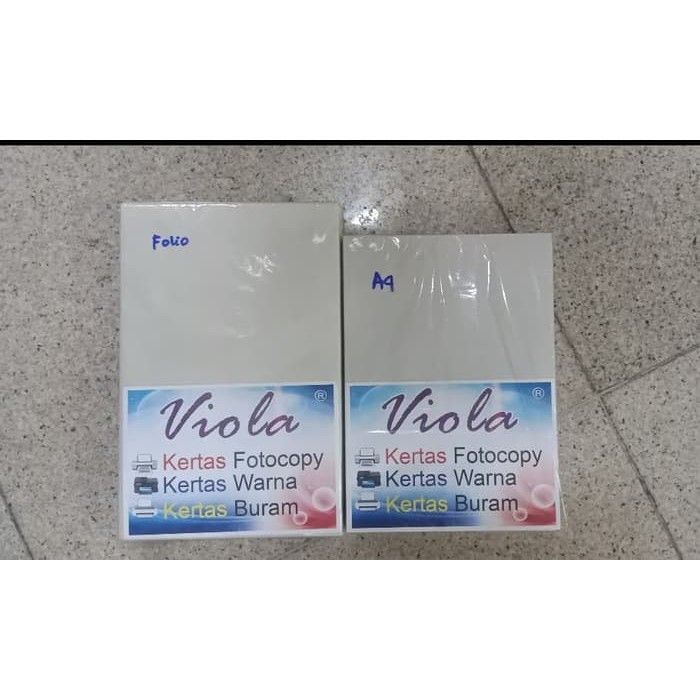 Folio
Viola ®
Kertas Fotocopy
Kertas Warna
Kertas Buram
A4
Viola ®
Kertas Fotocopy
Kertas Warna
Kertas Buram